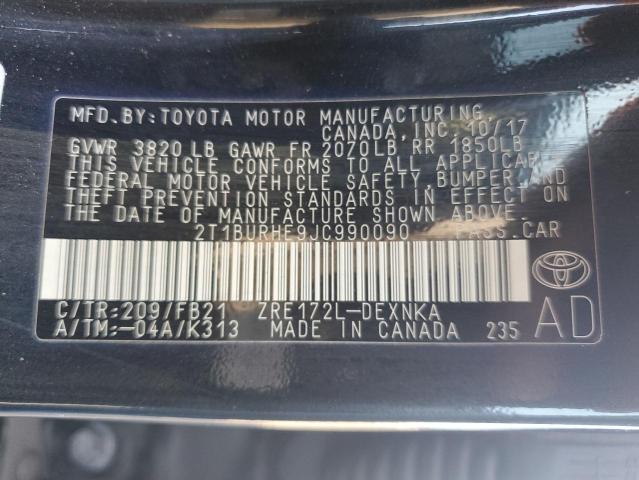 MFD.BY:TOYOTA MOTOR MANUFACTURING,
CANADA,INC. 10/17
GVWR 3820 LB GAWR FR 2070LB, RR 1850LB
THIS VEHICLE CONFORMS TO ALL APPLICAB
FEDERAL MOTOR VEHICLE SAFETY, BUMPER, AND
THEFT PREVENTION STANDARDS IN EFFECT ON
THE DATE OF MANUFACTURE SHOWN ABOVE.
2T1BURHE9JC990090 PASS.CAR
C/TR:209/FB21 ZRE172L-DEXNKA
A/TM:-04A/K313 MADE IN CANADA 235
AD